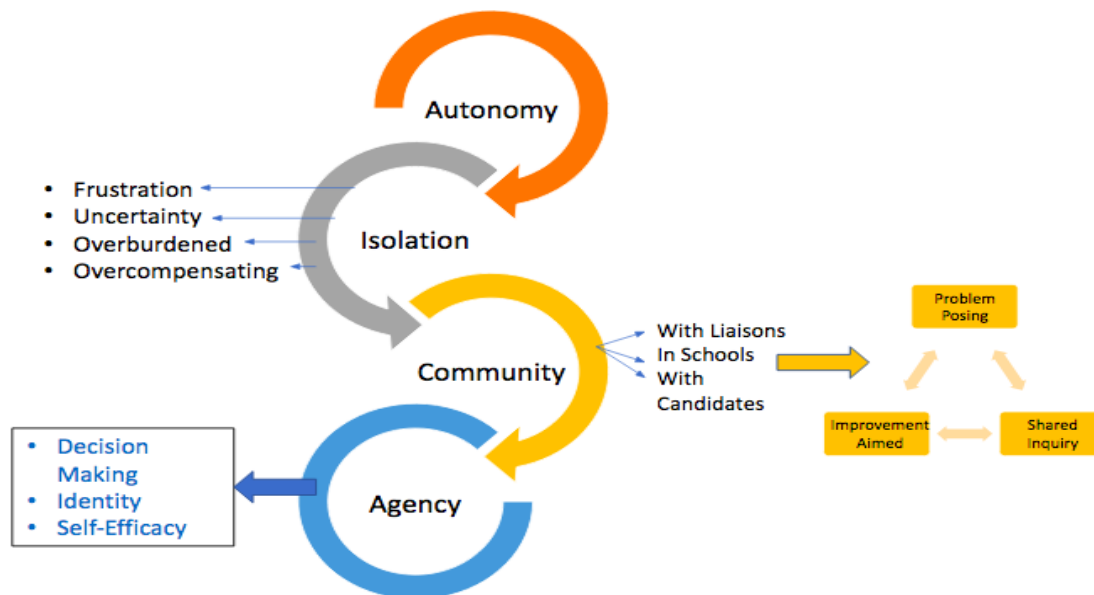 Autonomy
• Frustration
• Uncertainty
• Overburdened
• Overcompensating
Isolation
Community
With Liaisons
In Schools
With
Candidates
Problem
Posing
Improvement
Aimed
Shared
Inquiry
• Decision
Making
• Identity
• Self-Efficacy
Agency